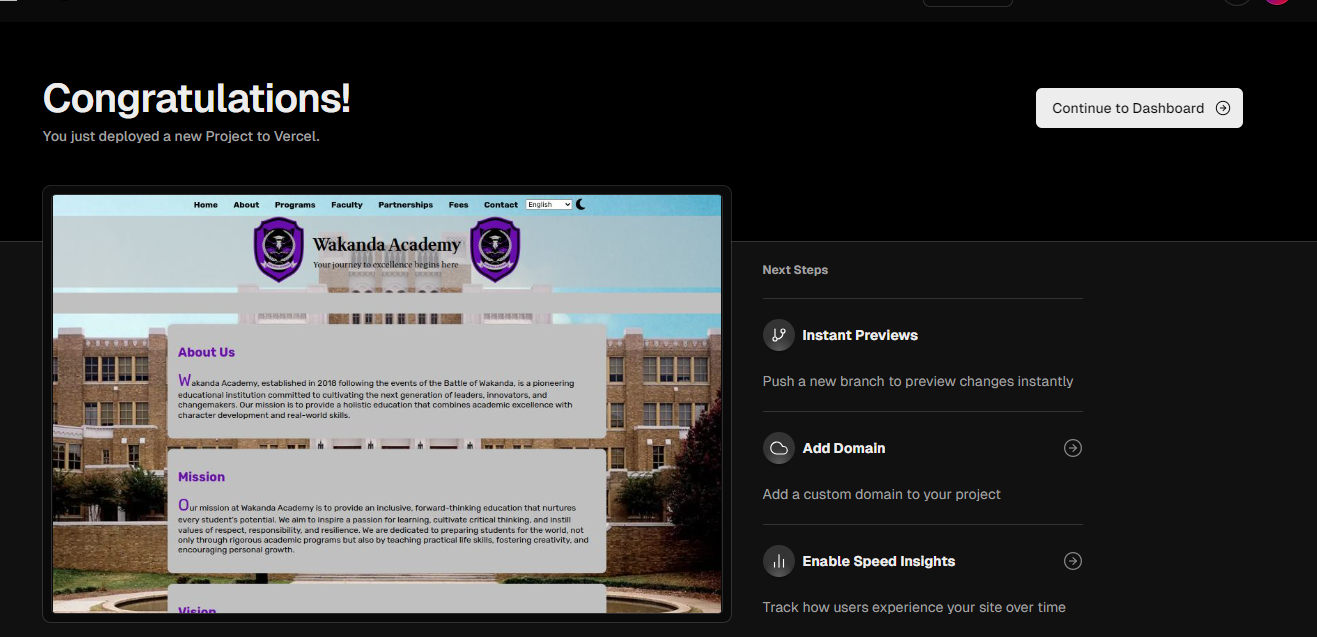 Congratulations!
You just deployed a new Project to Vercel.
Continue to Dashboard
Home About Programs Faculty Partnerships Fees Contact English
Wakanda Academy
Your journey to excellence begins here
About Us
Wakanda Academy, established in 2018 following the events of the Battle of Wakanda, is a pioneering
educational institution committed to cultivating the next generation of leaders, innovators, and
changemakers. Our mission is to provide a holistic education that combines academic excellence with
character development and real-world skills.
Mission
Our mission at Wakanda Academy is to provide an inclusive, forward-thinking education that nurtures
every student's potential. We aim to inspire a passion for learning, cultivate critical thinking, and instill
values of respect, responsibility, and resilience. We are dedicated to preparing students for the world, not
only through rigorous academic programs but also by teaching practical life skills, fostering creativity, and
encouraging personal growth.
Vision
Next Steps
Instant Previews
Push a new branch to preview changes instantly
Add Domain
Add a custom domain to your project
Enable Speed Insights
Track how users experience your site over time